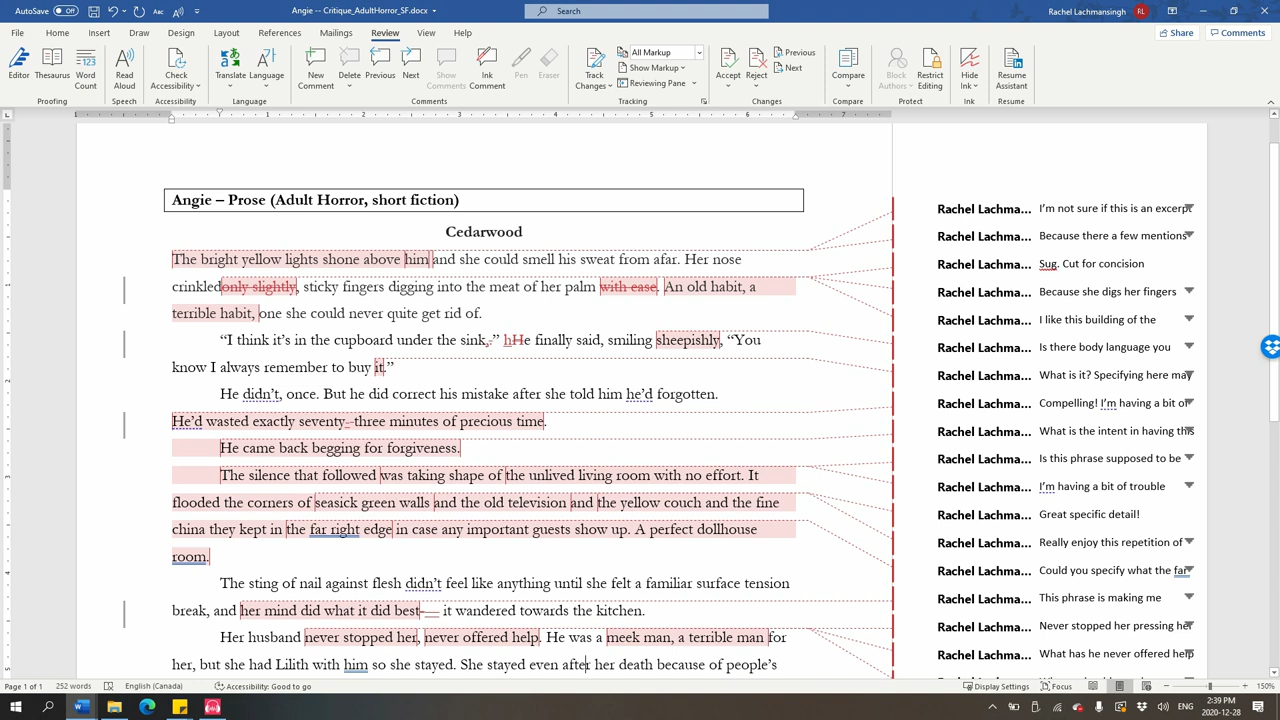 AutoSave Off
Angie -- Critique_AdultHorror_SF.docx
Search
Rachel Lachmansingh RL
File Home Insert Draw Design Layout References Mailings Review View Help Share Comments
Editor Thesaurus Word Count Read Aloud Check Accessibility Translate Language New Comment Delete Previous Next Show Comments Ink Comment Pen Eraser Track Changes All Markup Show Markup Reviewing Pane Accept Reject Previous Next Compare Block Authors Restrict Editing Hide Ink Resume Assistant
Proofing Speech Accessibility Language Comments Tracking Changes Compare Protect Ink Resume
1 1 2 3 4 5 6 7
Angie – Prose (Adult Horror, short fiction)
Cedarwood
The bright yellow lights shone above him and she could smell his sweat from afar. Her nose
crinkled only slightly, sticky fingers digging into the meat of her palm with ease. An old habit, a
terrible habit, one she could never quite get rid of.
“I think it’s in the cupboard under the sink,.” hHe finally said, smiling sheepishly, “You
know I always remember to buy it.”
He didn’t, once. But he did correct his mistake after she told him he’d forgotten.
He’d wasted exactly seventy- three minutes of precious time.
He came back begging for forgiveness.
The silence that followed was taking shape of the unlived living room with no effort. It
flooded the corners of seasick green walls and the old television and the yellow couch and the fine
china they kept in the far right edge in case any important guests show up. A perfect dollhouse
room.
The sting of nail against flesh didn’t feel like anything until she felt a familiar surface tension
break, and her mind did what it did best-— it wandered towards the kitchen.
Her husband never stopped her, never offered help. He was a meek man, a terrible man for
her, but she had Lilith with him so she stayed. She stayed even after her death because of people’s
Rachel Lachma... I’m not sure if this is an excerpt
Rachel Lachma... Because there a few mentions
Rachel Lachma... Sug. Cut for concision
Rachel Lachma... Because she digs her fingers
Rachel Lachma... I like this building of the
Rachel Lachma... Is there body language you
Rachel Lachma... What is it? Specifying here may
Rachel Lachma... Compelling! I’m having a bit of
Rachel Lachma... What is the intent in having this
Rachel Lachma... Is this phrase supposed to be
Rachel Lachma... I’m having a bit of trouble
Rachel Lachma... Great specific detail!
Rachel Lachma... Really enjoy this repetition of
Rachel Lachma... Could you specify what the far
Rachel Lachma... This phrase is making me
Rachel Lachma... Never stopped her pressing her
Rachel Lachma... What has he never offered help
Page 1 of 1 252 words English (Canada) Accessibility: Good to go Display Settings Focus 150%
ENG 2:39 PM
2020-12-28